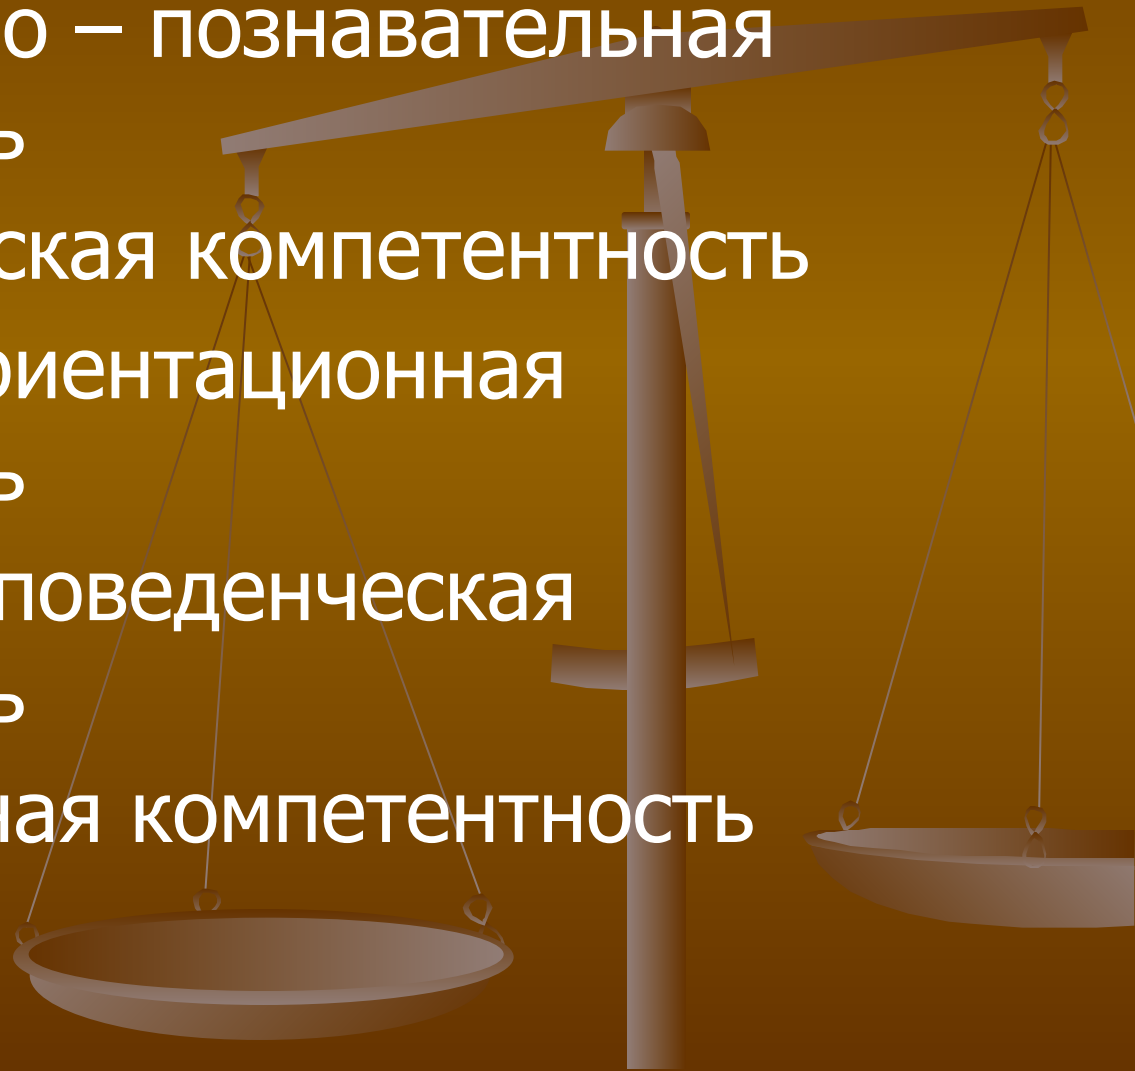 о – познавательная
ь
ская компетентность
риентационная
ь
поведенческая
ь
ная компетентность